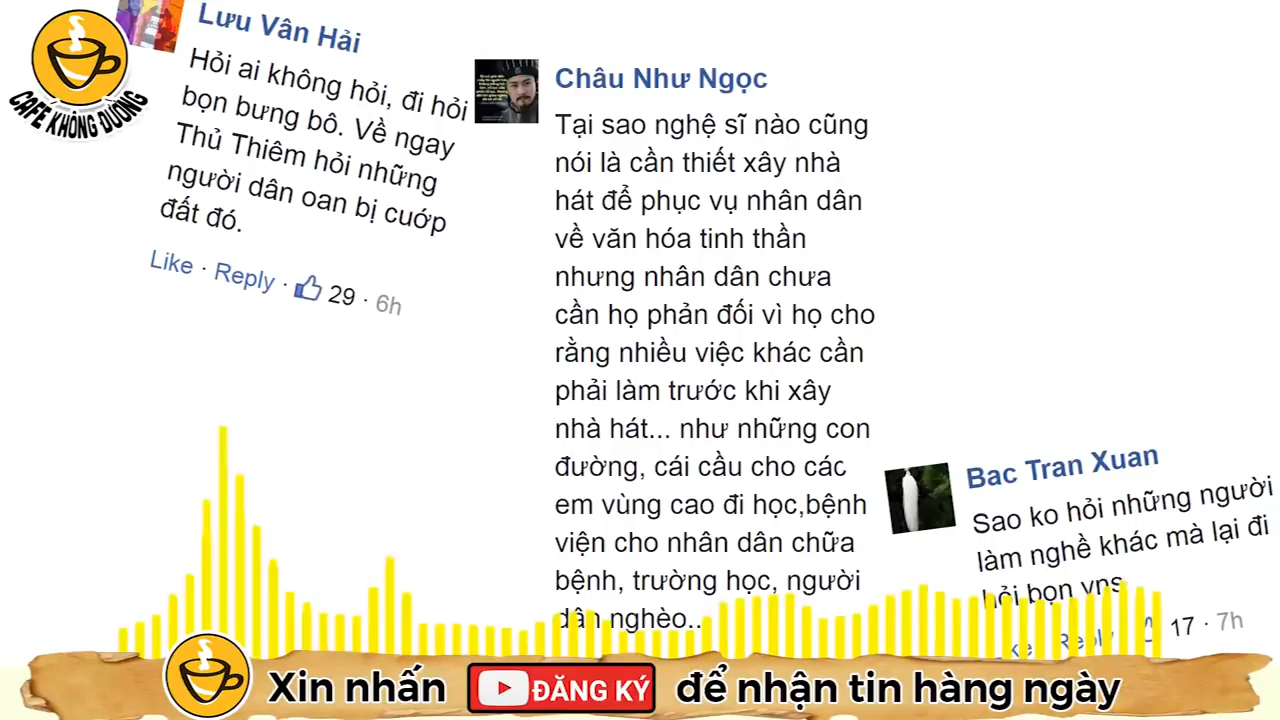 CAFÉ KHÔNG ĐƯỜNG
Lưu Vân Hải
Hỏi ai không hỏi, đi hỏi
bọn bưng bô. Về ngay
Thủ Thiêm hỏi những
người dân oan bị cướp
đất đó.
Like · Reply · 29 · 6h
Châu Như Ngọc
Tại sao nghệ sĩ nào cũng
nói là cần thiết xây nhà
hát để phục vụ nhân dân
về văn hóa tinh thần
nhưng nhân dân chưa
cần họ phản đối vì họ cho
rằng nhiều việc khác cần
phải làm trước khi xây
nhà hát... như những con
đường, cái cầu cho các
em vùng cao đi học,bệnh
viện cho nhân dân chữa
bệnh, trường học, người
dân nghèo..
Bac Tran Xuan
Sao ko hỏi những người
làm nghề khác mà lại đi
hỏi bọn vns
Like · Reply · 17 · 7h
Xin nhấn ĐĂNG KÝ để nhận tin hàng ngày